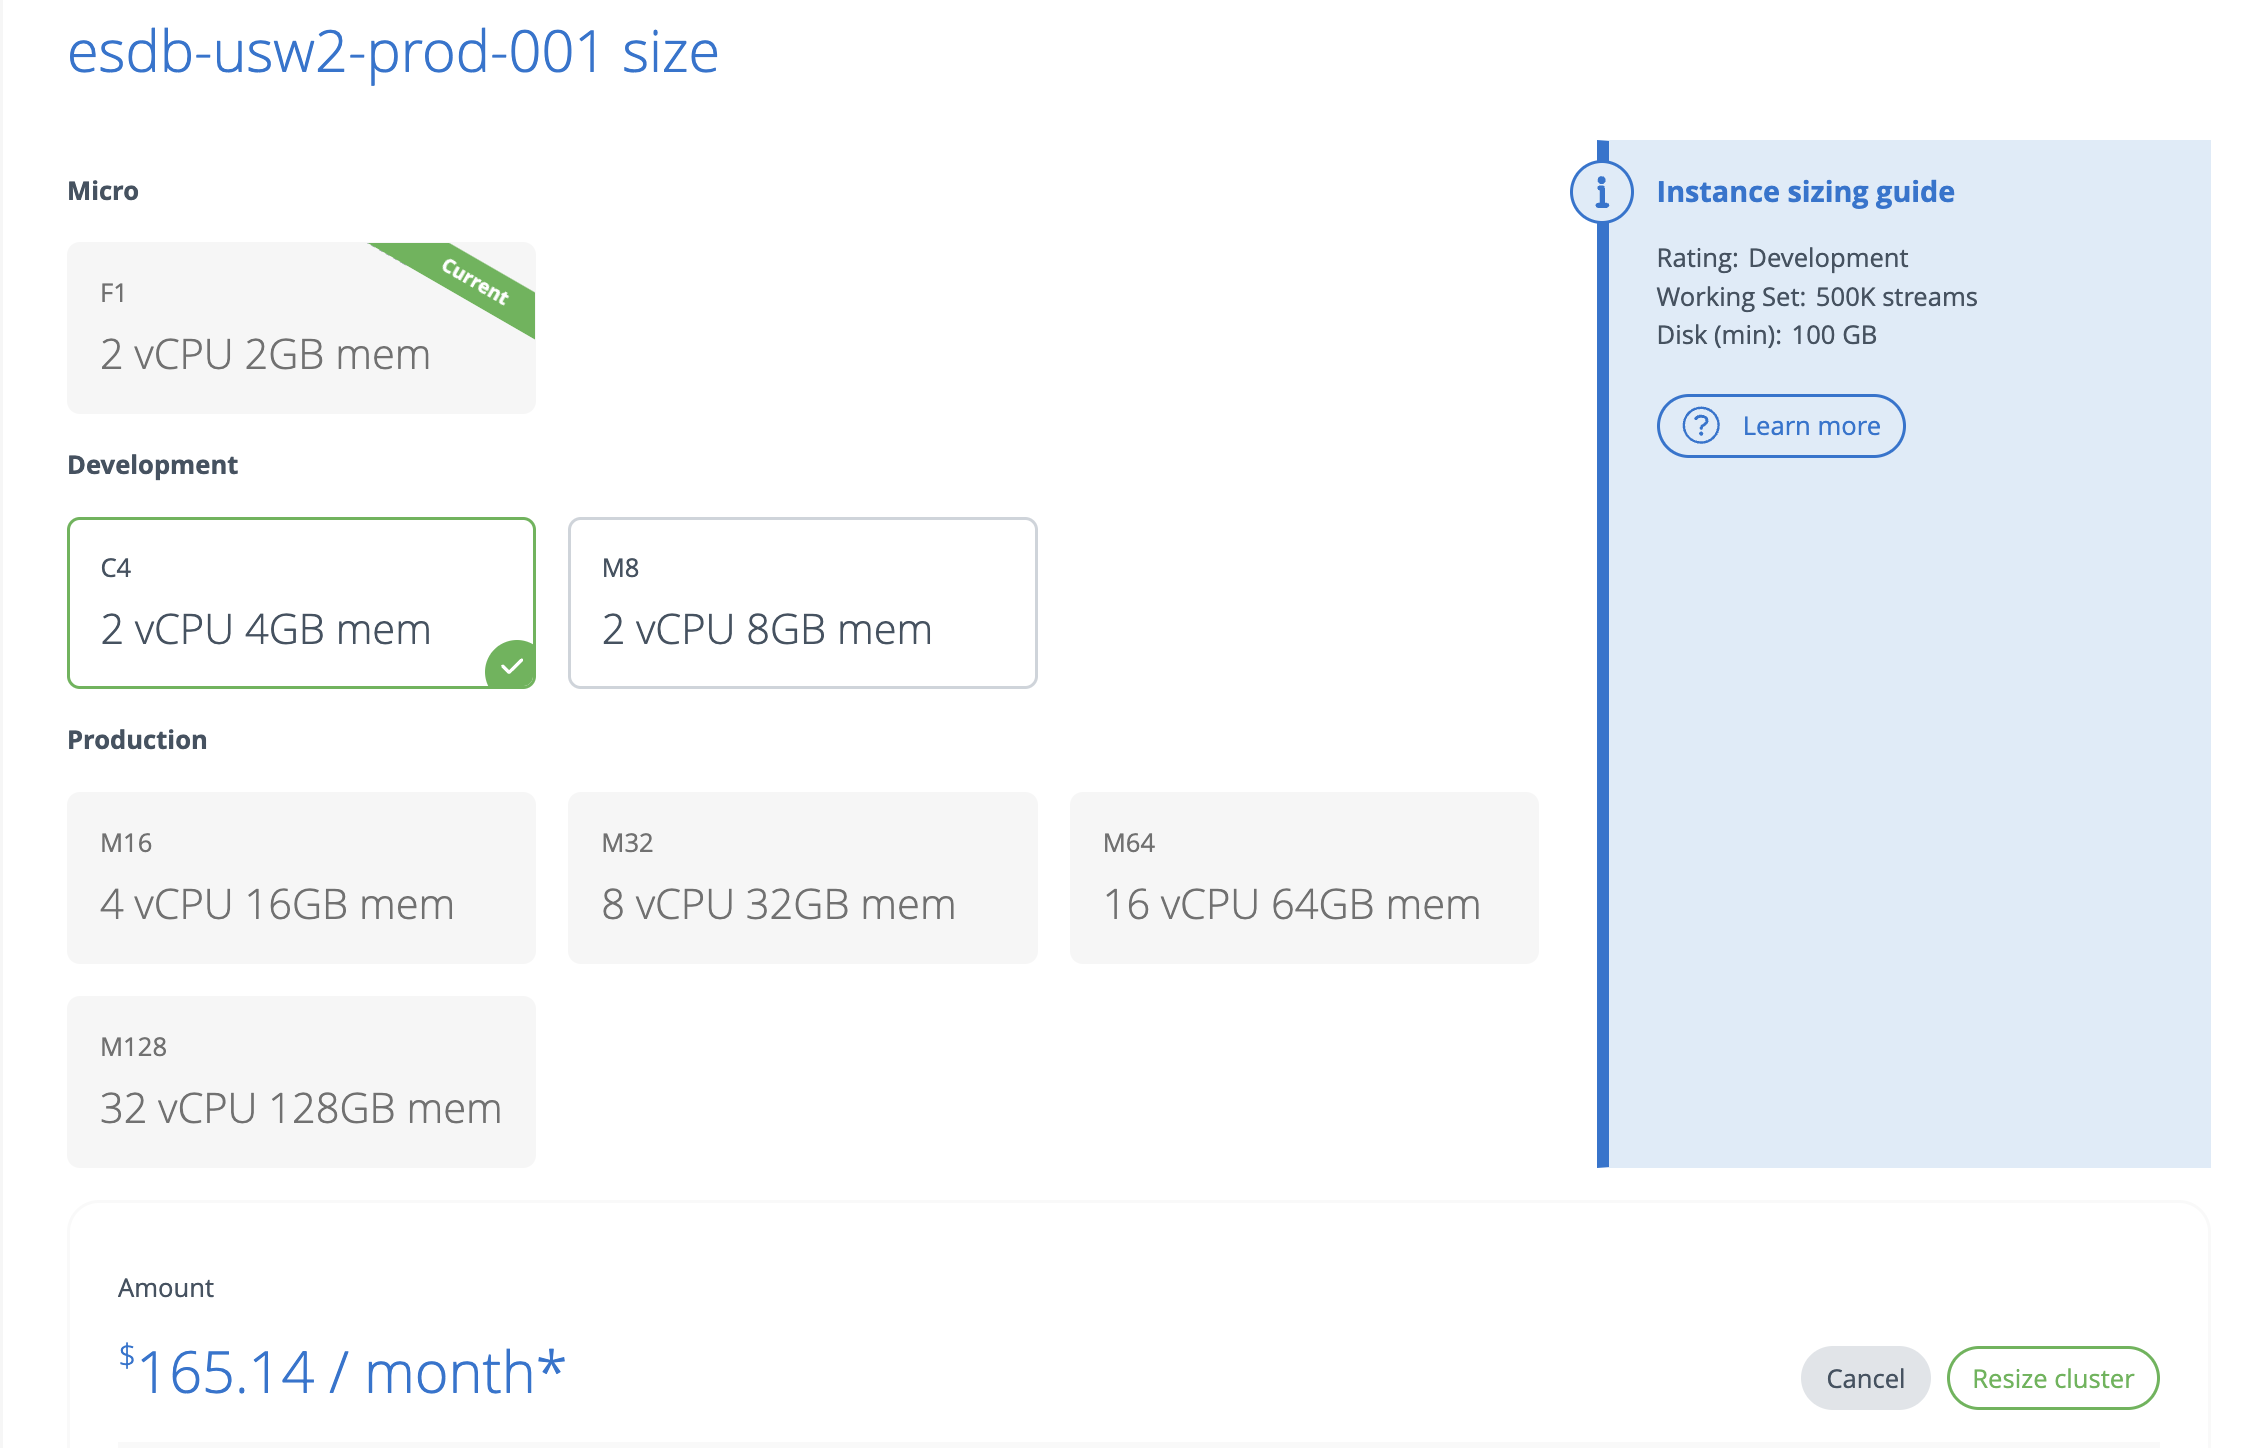 esdb-usw2-prod-001 size
Micro
F1
Current
2 vCPU 2GB mem
Development
C4
2 vCPU 4GB mem
M8
2 vCPU 8GB mem
Production
M16
4 vCPU 16GB mem
M32
8 vCPU 32GB mem
M64
16 vCPU 64GB mem
M128
32 vCPU 128GB mem
Instance sizing guide
Rating: Development
Working Set: 500K streams
Disk (min): 100 GB
Learn more
Amount
$165.14 / month*
Cancel
Resize cluster